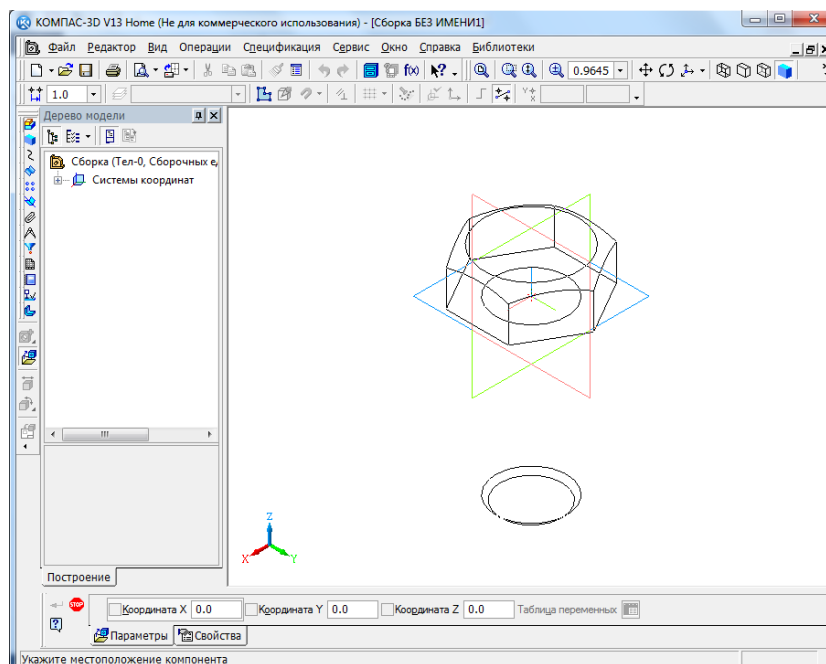 КОМПАС-3D V13 Home (Не для коммерческого использования) - [Сборка БЕЗ ИМЕНИ1]
Файл Редактор Вид Операции Спецификация Сервис Окно Справка Библиотеки
f(x) 0.9645
1.0
Дерево модели
Сборка (Тел-0, Сборочных е
Системы координат
Z
X Y
Построение
STOP Координата X 0.0 Координата Y 0.0 Координата Z 0.0 Таблица переменных
Параметры Свойства
Укажите местоположение компонента